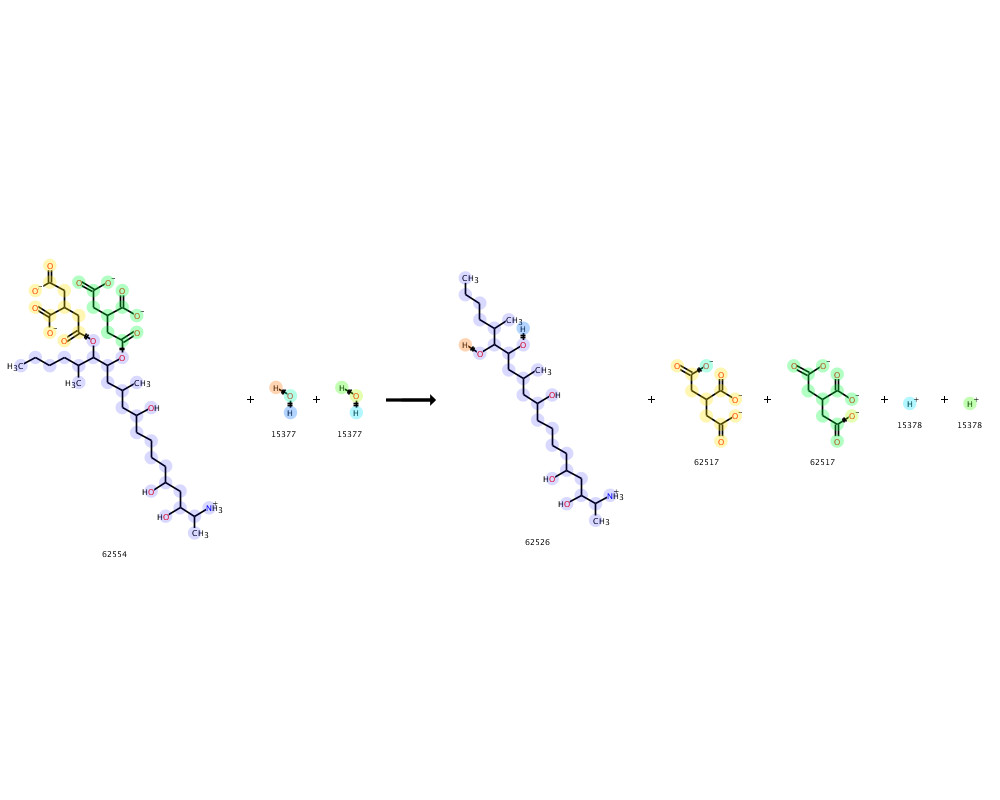 O
O⁻
O
O⁻
O
O
O⁻
O
O⁻
O
O
O
H₃C
H₃C
CH₃
OH
HO
HO
NH₃⁺
CH₃
62554
+
H
O
H
15377
+
H
O
H
15377
CH₃
CH₃
H
H
O
O
CH₃
OH
HO
HO
NH₃⁺
CH₃
62526
+
O
O⁻
O
O⁻
O⁻
O
62517
+
O
O⁻
O
O⁻
O⁻
O
62517
+
H⁺
15378
+
H⁺
15378